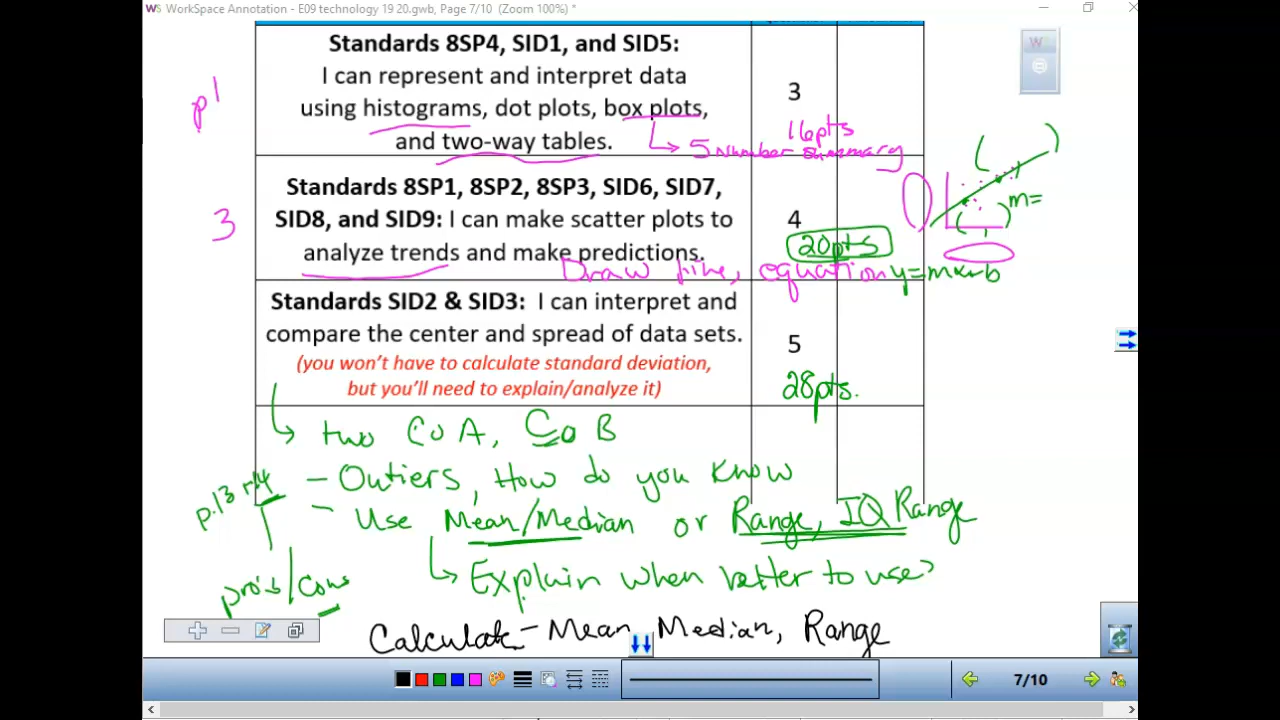 WorkSpace Annotation - E09 technology 19 20.gwb, Page 7/10 (Zoom 100%) *
Standards 8SP4, SID1, and SID5:
I can represent and interpret data
using histograms, dot plots, box plots,
and two-way tables.
3
16pts
p1
5 Number Summary
Standards 8SP1, 8SP2, 8SP3, SID6, SID7,
SID8, and SID9: I can make scatter plots to
analyze trends and make predictions.
4
20pts
3
m=
Draw line, equation y=mx+b
Standards SID2 & SID3: I can interpret and
compare the center and spread of data sets.
(you won't have to calculate standard deviation,
but you'll need to explain/analyze it)
5
28pts.
two Co A, Co B
- Outiers, How do you know
p.13
- Use Mean/Median or Range, IQ Range
Explain when better to use?
pro's/cons
Calculate - Mean, Median, Range
7/10